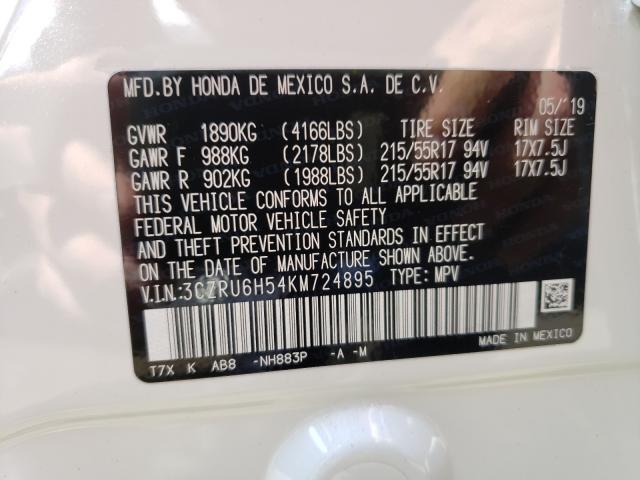 MFD.BY HONDA DE MEXICO S.A. DE C.V.
05/'19
GVWR 1890KG (4166LBS) TIRE SIZE RIM SIZE
GAWR F 988KG (2178LBS) 215/55R17 94V 17X7.5J
GAWR R 902KG (1988LBS) 215/55R17 94V 17X7.5J
THIS VEHICLE CONFORMS TO ALL APPLICABLE
FEDERAL MOTOR VEHICLE SAFETY
AND THEFT PREVENTION STANDARDS IN
EFFECT ON THE DATE OF MANUFACTURE SHOWN ABOVE.
V.I.N.:3CZRU6H54KM724895 TYPE: MPV
MADE IN MEXICO
T7X K AB8 -NH883P -A -M